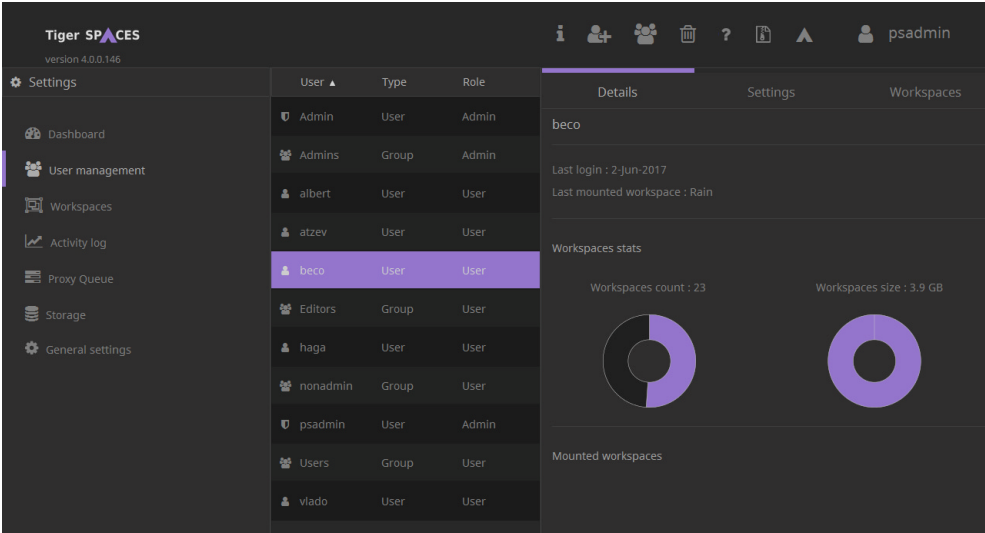 Tiger SPACES
version 4.0.0.146
i
?
psadmin
Settings
Dashboard
User management
Workspaces
Activity log
Proxy Queue
Storage
General settings
User ▲ Type Role
Admin User Admin
Admins Group Admin
albert User User
atzev User User
beco User User
Editors Group User
haga User User
nonadmin Group User
psadmin User Admin
Users Group User
vlado User User
Details Settings Workspaces
beco
Last login : 2-Jun-2017
Last mounted workspace : Rain
Workspaces stats
Workspaces count : 23 Workspaces size : 3.9 GB
Mounted workspaces